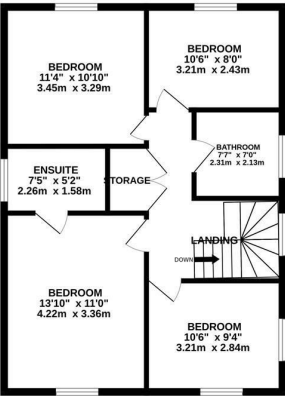 BEDROOM
11'4" x 10'10"
3.45m x 3.29m
BEDROOM
10'6" x 8'0"
3.21m x 2.43m
BATHROOM
7'7" x 7'0"
2.31m x 2.13m
ENSUITE
7'5" x 5'2"
2.26m x 1.58m
STORAGE
LANDING
DOWN
BEDROOM
13'10" x 11'0"
4.22m x 3.36m
BEDROOM
10'6" x 9'4"
3.21m x 2.84m